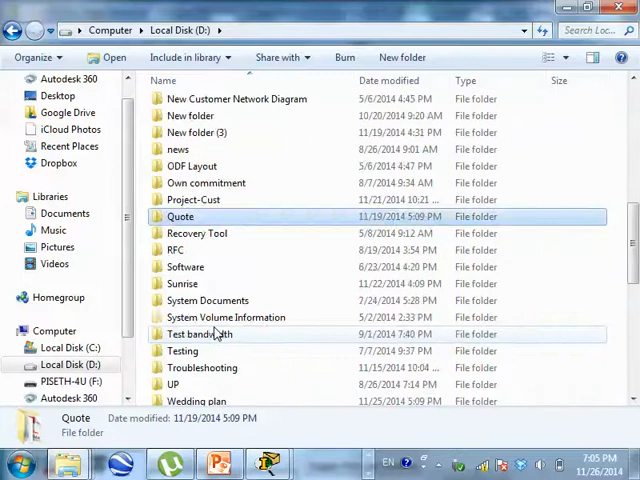 Computer ▸ Local Disk (D:) ▸
Search Loc...
Organize Open Include in library Share with Burn New folder
Name Date modified Type Size
Autodesk 360
Desktop
Google Drive
iCloud Photos
Recent Places
Dropbox
Libraries
Documents
Music
Pictures
Videos
Homegroup
Computer
Local Disk (C:)
Local Disk (D:)
PISETH-4U (F:)
Autodesk 360
New Customer Network Diagram 5/6/2014 4:45 PM File folder
New folder 10/20/2014 9:20 AM File folder
New folder (3) 11/19/2014 4:31 PM File folder
news 8/26/2014 9:01 AM File folder
ODF Layout 5/6/2014 4:47 PM File folder
Own commitment 8/7/2014 9:34 AM File folder
Project-Cust 11/21/2014 10:21 ... File folder
Quote 11/19/2014 5:09 PM File folder
Recovery Tool 5/8/2014 9:12 AM File folder
RFC 8/19/2014 3:54 PM File folder
Software 6/23/2014 4:20 PM File folder
Sunrise 11/22/2014 4:09 PM File folder
System Documents 7/24/2014 5:28 PM File folder
System Volume Information 5/2/2014 2:33 PM File folder
Test bandwidth 9/1/2014 7:40 PM File folder
Testing 7/7/2014 9:37 PM File folder
Troubleshooting 11/15/2014 10:04 ... File folder
UP 8/26/2014 7:14 PM File folder
Wedding plan 11/25/2014 5:09 PM File folder
Quote Date modified: 11/19/2014 5:09 PM
File folder
EN
7:05 PM
11/26/2014